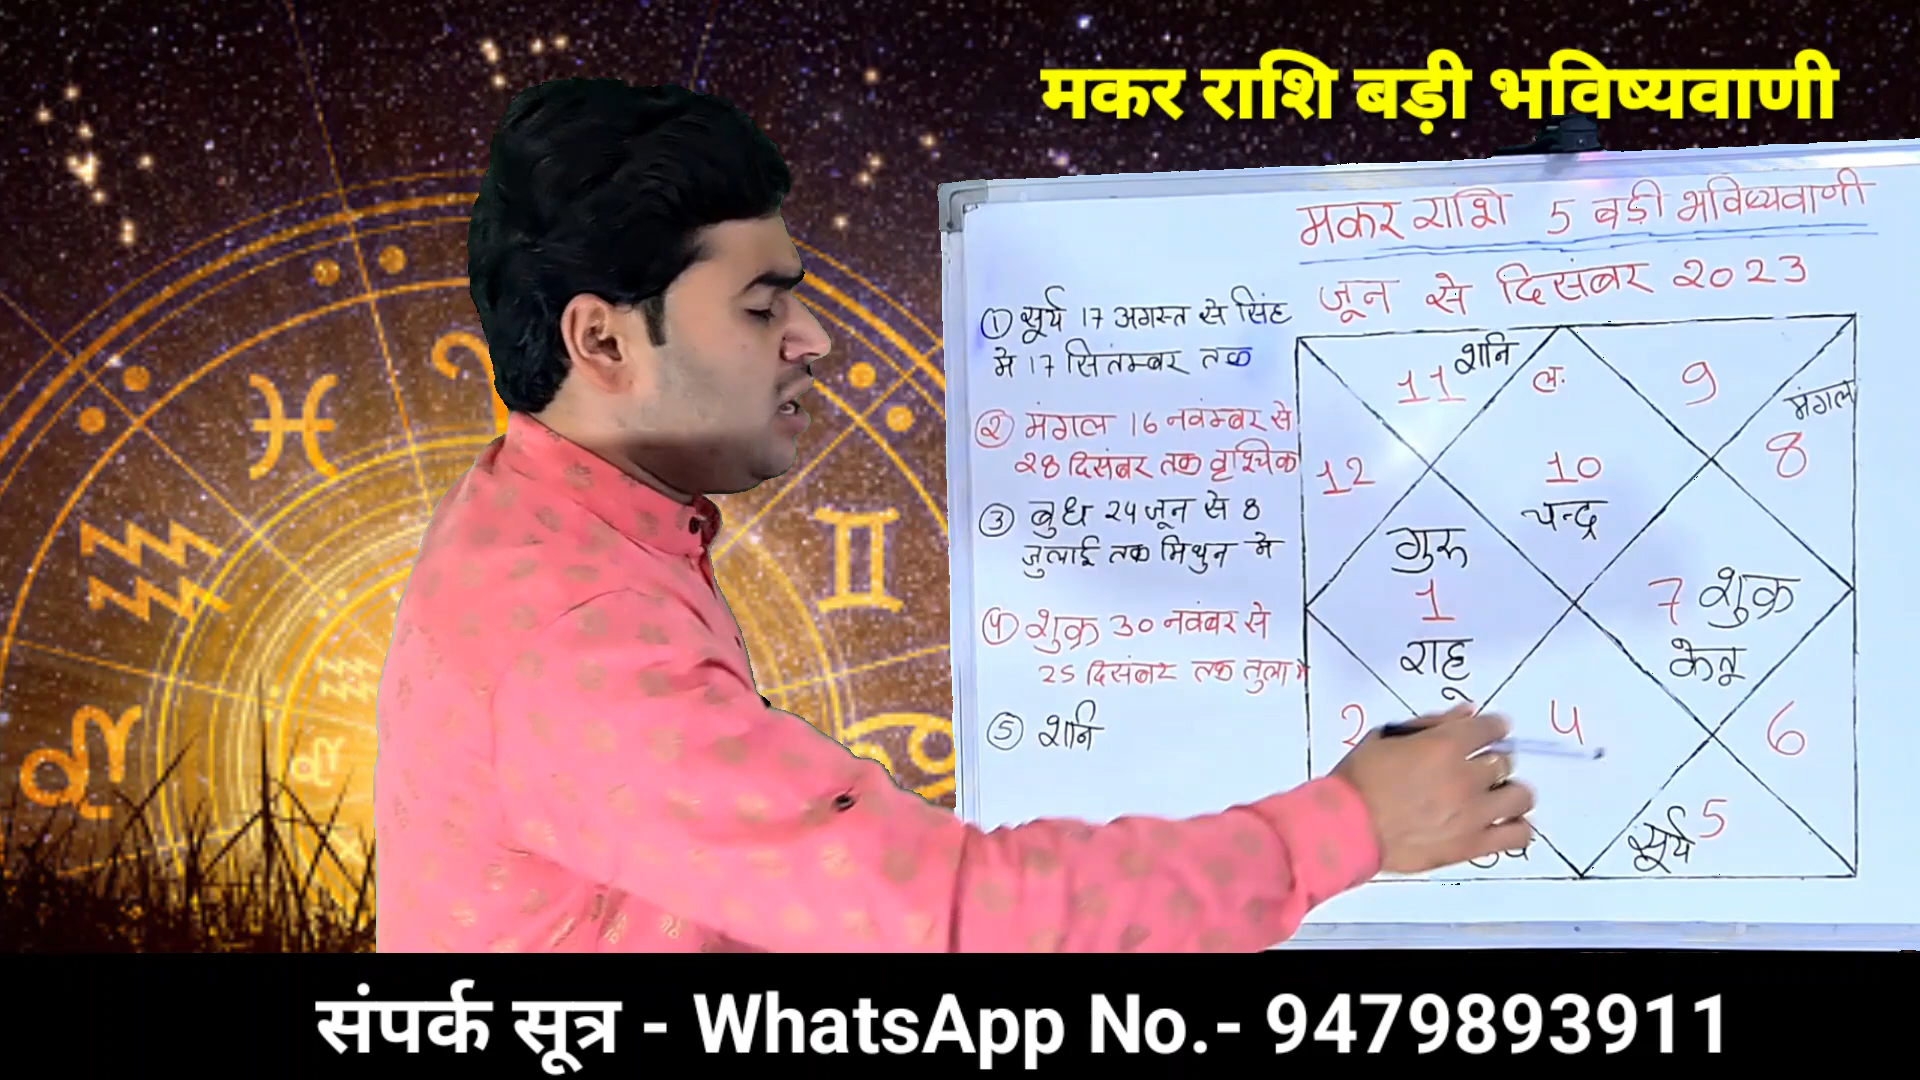 मकर राशि बड़ी भविष्यवाणी
मकर राशि 5 बड़ी भविष्यवाणी
जून से दिसंबर २०२३
① सूर्य 17 अगस्त से सिंह
मे 17 सितम्बर तक
② मंगल 16 नवम्बर से
28 दिसंबर तक वृश्चिक
③ बुध 24 जून से 8
जुलाई तक मिथुन मे
④ शुक्र 30 नवंबर से
25 दिसंबर तक तुला मे
⑤ शनि
11 शनि
ल.
9
मंगल
8
12
10
चन्द्र
गुरु
1
राहू
7 शुक्र
केतू
2
4
6
सूर्य 5
संपर्क सूत्र - WhatsApp No.- 9479893911